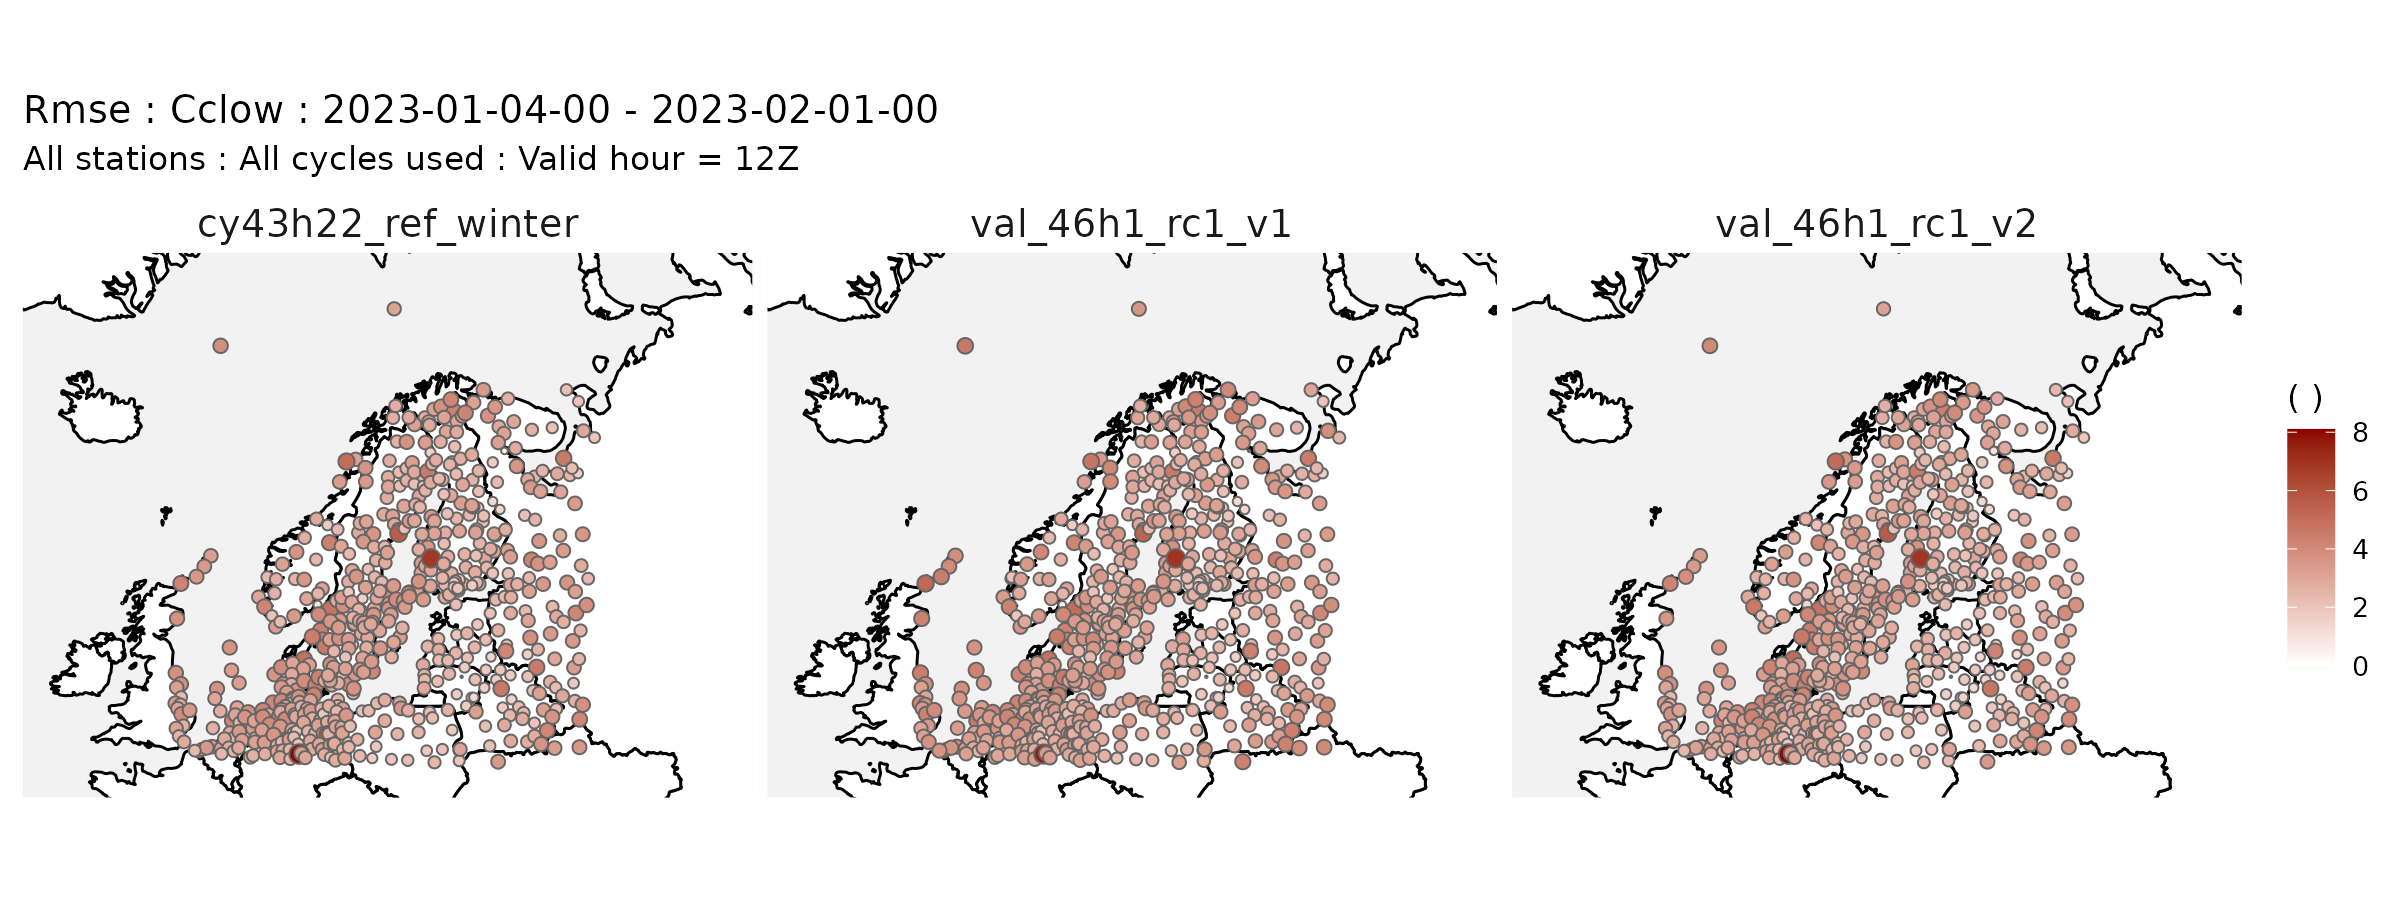 Rmse : Cclow : 2023-01-04-00 - 2023-02-01-00
All stations : All cycles used : Valid hour = 12Z
cy43h22_ref_winter
val_46h1_rc1_v1
val_46h1_rc1_v2
( )
8
6
4
2
0